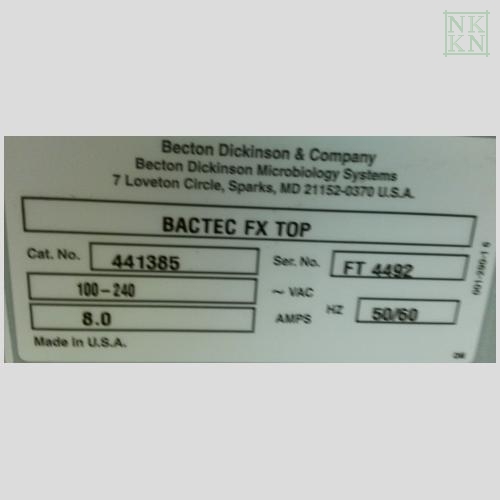 NK
KN
Becton Dickinson & Company
Becton Dickinson Microbiology Systems
7 Loveton Circle, Sparks, MD 21152-0370 U.S.A.
BACTEC FX TOP
Cat. No. 441385 Ser. No. FT 4492
100-240 ~ VAC
8.0 AMPS HZ 50/60
Made in U.S.A.